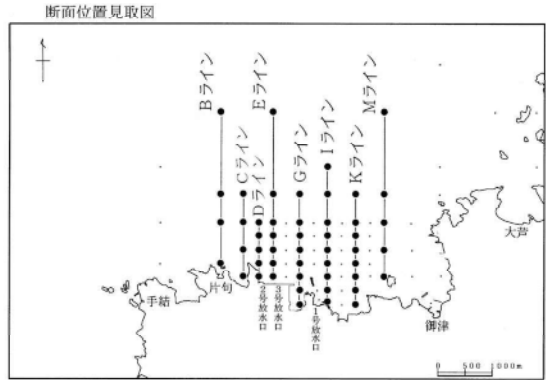 断面位置見取図
Bライン
Cライン
Dライン
Eライン
Gライン
Iライン
Kライン
Mライン
大芦
手結
片句
2号放水口
3号放水口
1号放水口
御津
0 500 1000m